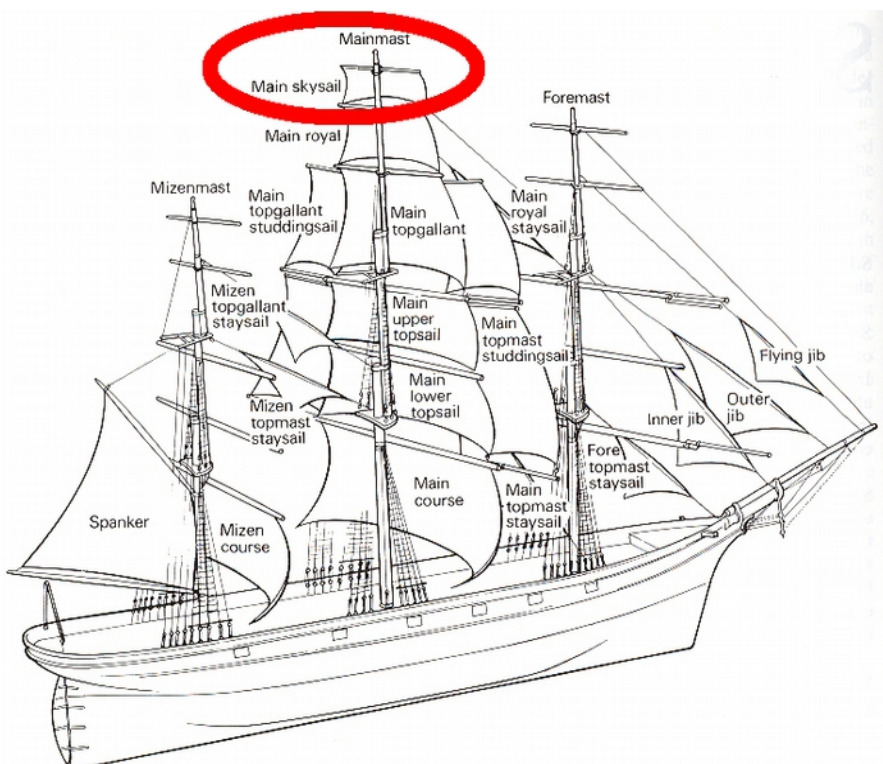 Mainmast
Main skysail
Foremast
Main royal
Mizenmast
Main
topgallant
studdingsail
Main
topgallant
Main
royal
staysail
Mizen
topgallant
staysail
Main
upper
topsail
Main
topmast
studdingsail
Flying jib
Mizen
topmast
staysail
Main
lower
topsail
Inner jib
Outer
jib
Fore
topmast
staysail
Spanker
Mizen
course
Main
course
Main
topmast
staysail